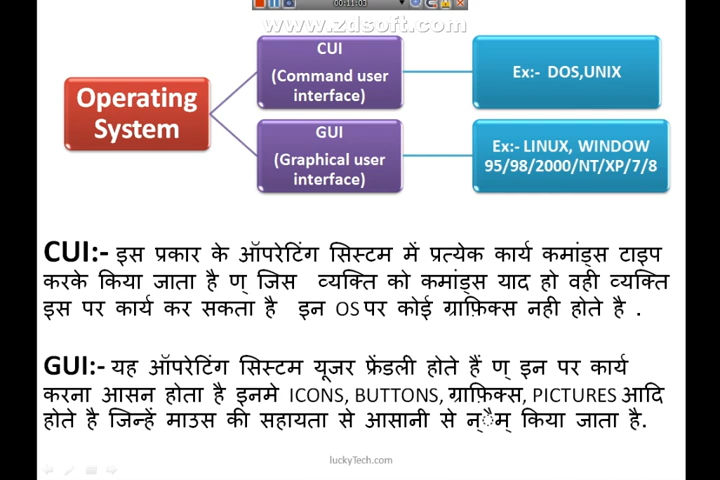 00:11:03
www.zdsoft.com
Operating
System
CUI
(Command user
interface)
Ex:- DOS,UNIX
GUI
(Graphical user
interface)
Ex:- LINUX, WINDOW
95/98/2000/NT/XP/7/8
CUI:- इस प्रकार के ऑपरेटिंग सिस्टम में प्रत्येक कार्य कमांड्स टाइप
करके किया जाता है ण् जिस व्यक्ति को कमांड्स याद हो वही व्यक्ति
इस पर कार्य कर सकता है इन OS पर कोई ग्राफ़िक्स नही होते है .
GUI:- यह ऑपरेटिंग सिस्टम यूजर फ्रेंडली होते हैं ण् इन पर कार्य
करना आसन होता है इनमे ICONS, BUTTONS, ग्राफ़िक्स, PICTURES आदि
होते है जिन्हें माउस की सहायता से आसानी से न्ैम् किया जाता है.
luckyTech.com